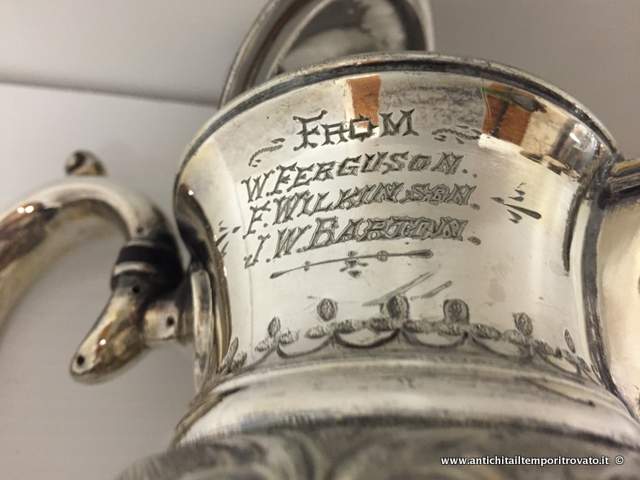 FROM
W. FERGUSON.
F. WILKINSON.
J. W. BARTON.
www.antichitailtemporitrovato.it ©